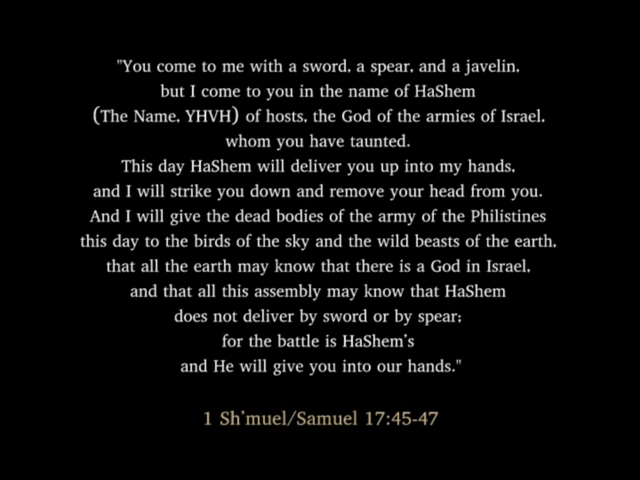 "You come to me with a sword, a spear, and a javelin,
but I come to you in the name of HaShem
(The Name, YHVH) of hosts, the God of the armies of Israel,
whom you have taunted.
This day HaShem will deliver you up into my hands,
and I will strike you down and remove your head from you.
And I will give the dead bodies of the army of the Philistines
this day to the birds of the sky and the wild beasts of the earth,
that all the earth may know that there is a God in Israel,
and that all this assembly may know that HaShem
does not deliver by sword or by spear;
for the battle is HaShem's
and He will give you into our hands."
1 Sh'muel/Samuel 17:45-47